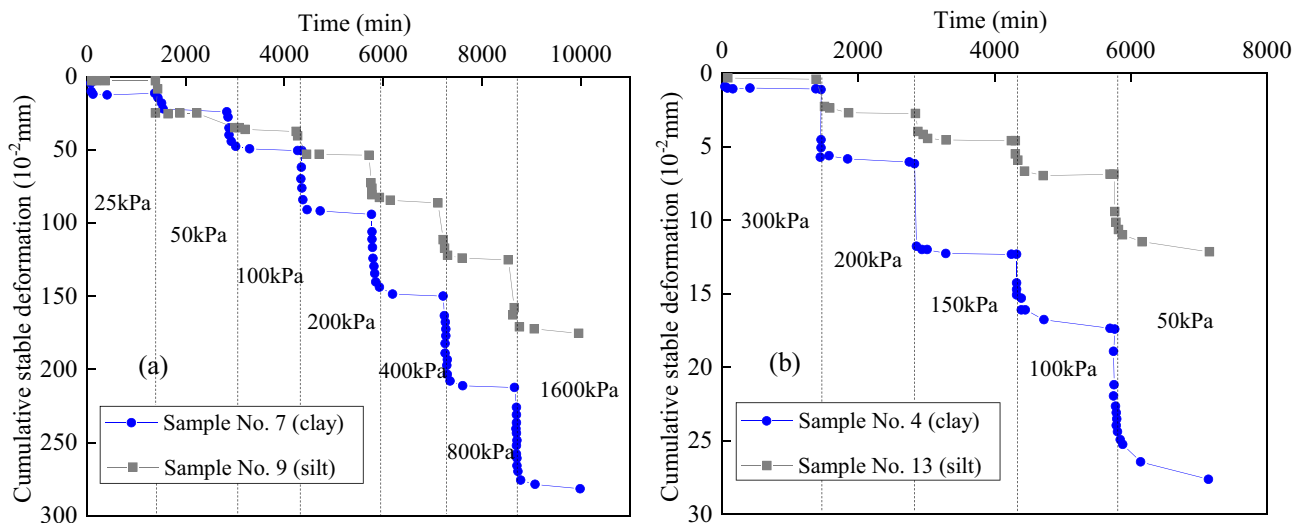 Time (min)
0 2000 4000 6000 8000 10000
0
50
100
150
200
250
300
Cumulative stable deformation (10⁻²mm)
25kPa
50kPa
100kPa
200kPa
400kPa
800kPa
1600kPa
(a)
Sample No. 7 (clay)
Sample No. 9 (silt)
Time (min)
0 2000 4000 6000 8000
0
5
10
15
20
25
30
Cumulative stable deformation (10⁻²mm)
300kPa
200kPa
150kPa
100kPa
50kPa
(b)
Sample No. 4 (clay)
Sample No. 13 (silt)